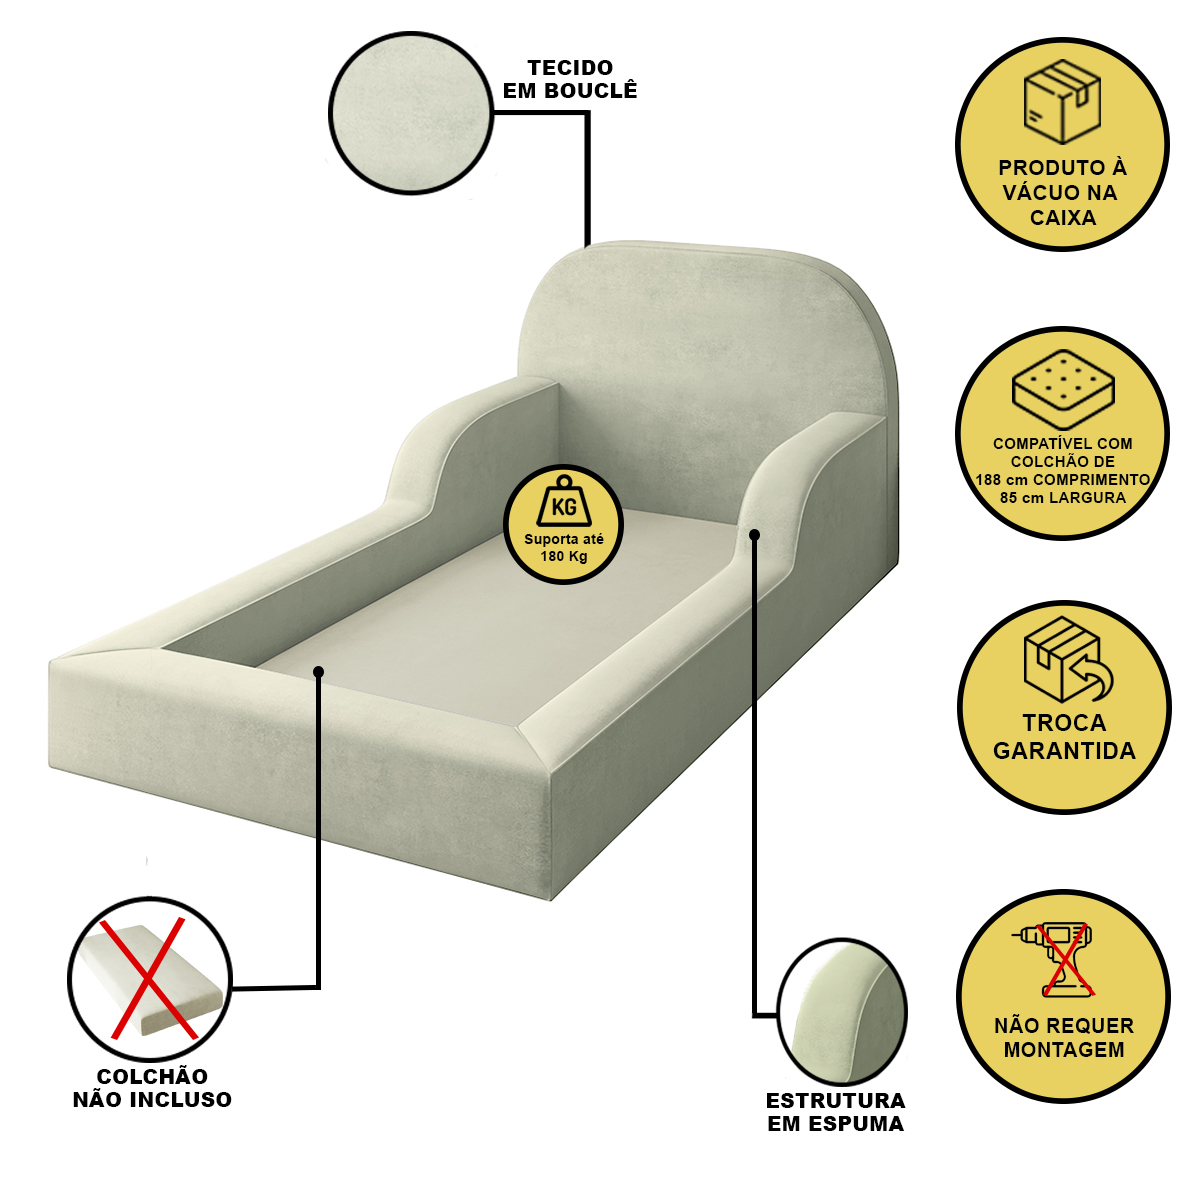 TECIDO
EM BOUCLÊ
PRODUTO À
VÁCUO NA
CAIXA
COMPATÍVEL COM
COLCHÃO DE
188 cm COMPRIMENTO
85 cm LARGURA
KG
Suporta até
180 Kg
TROCA
GARANTIDA
NÃO REQUER
MONTAGEM
COLCHÃO
NÃO INCLUSO
ESTRUTURA
EM ESPUMA